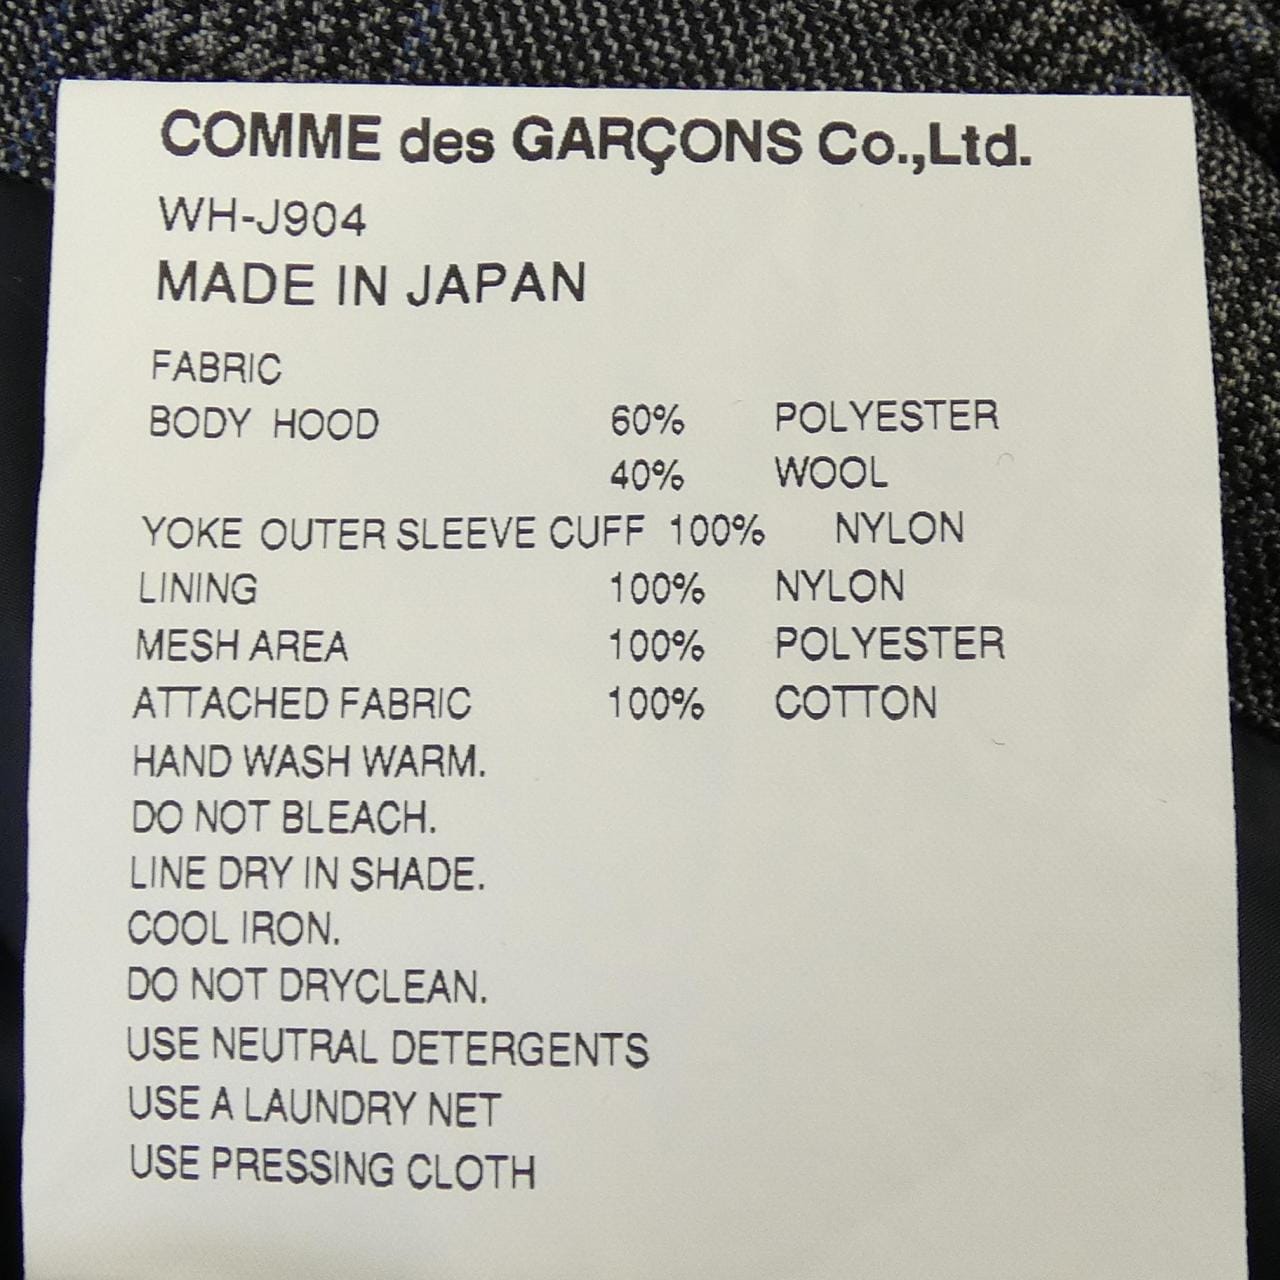 COMME des GARÇONS Co.,Ltd.
WH-J904
MADE IN JAPAN
FABRIC
BODY HOOD 60% POLYESTER
40% WOOL
YOKE OUTER SLEEVE CUFF 100% NYLON
LINING 100% NYLON
MESH AREA 100% POLYESTER
ATTACHED FABRIC 100% COTTON
HAND WASH WARM.
DO NOT BLEACH.
LINE DRY IN SHADE.
COOL IRON.
DO NOT DRYCLEAN.
USE NEUTRAL DETERGENTS
USE A LAUNDRY NET
USE PRESSING CLOTH